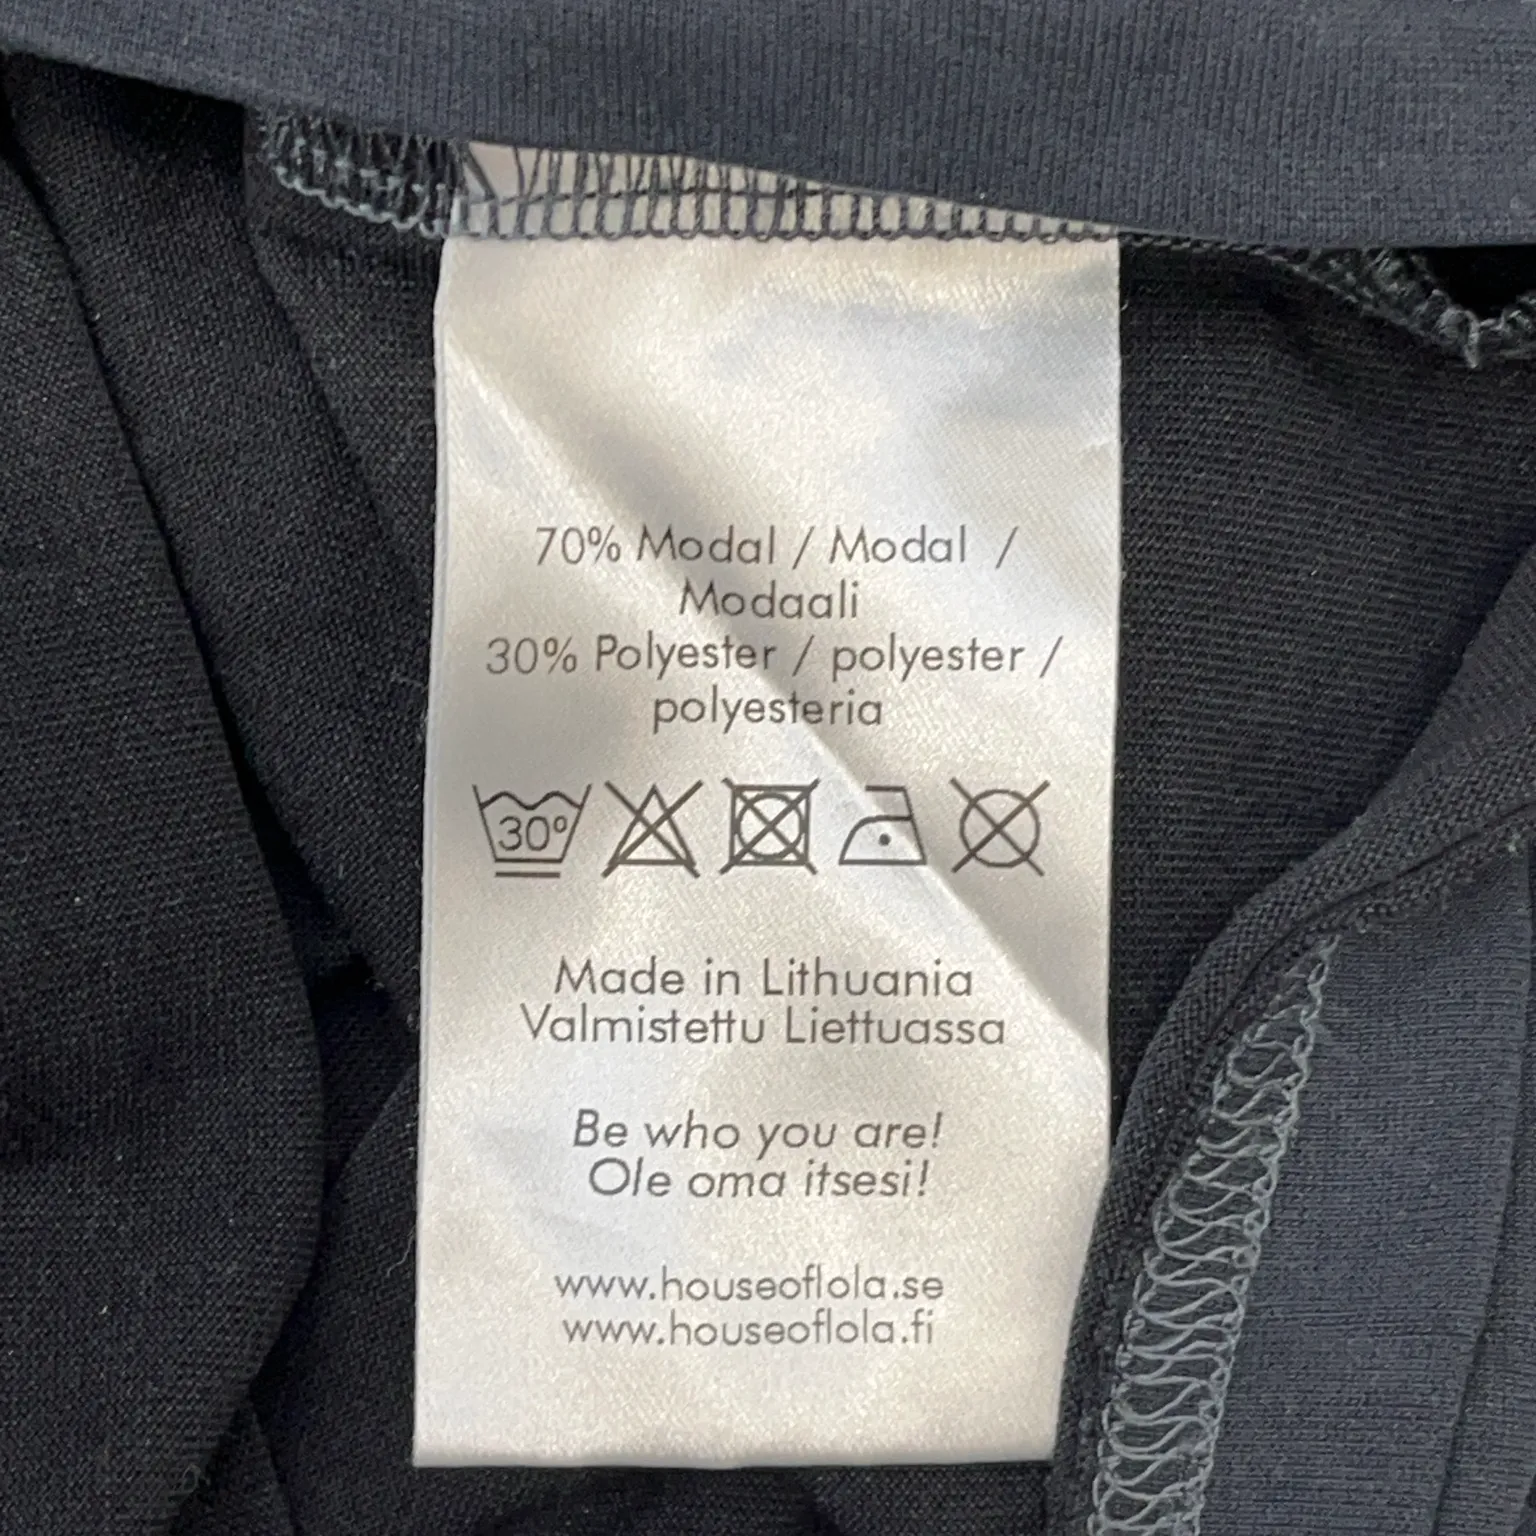 70% Modal / Modal /
Modaali
30% Polyester / polyester /
polyesteria
30°
Made in Lithuania
Valmistettu Liettuassa
Be who you are!
Ole oma itsesi!
www.houseoflola.se
www.houseoflola.fi